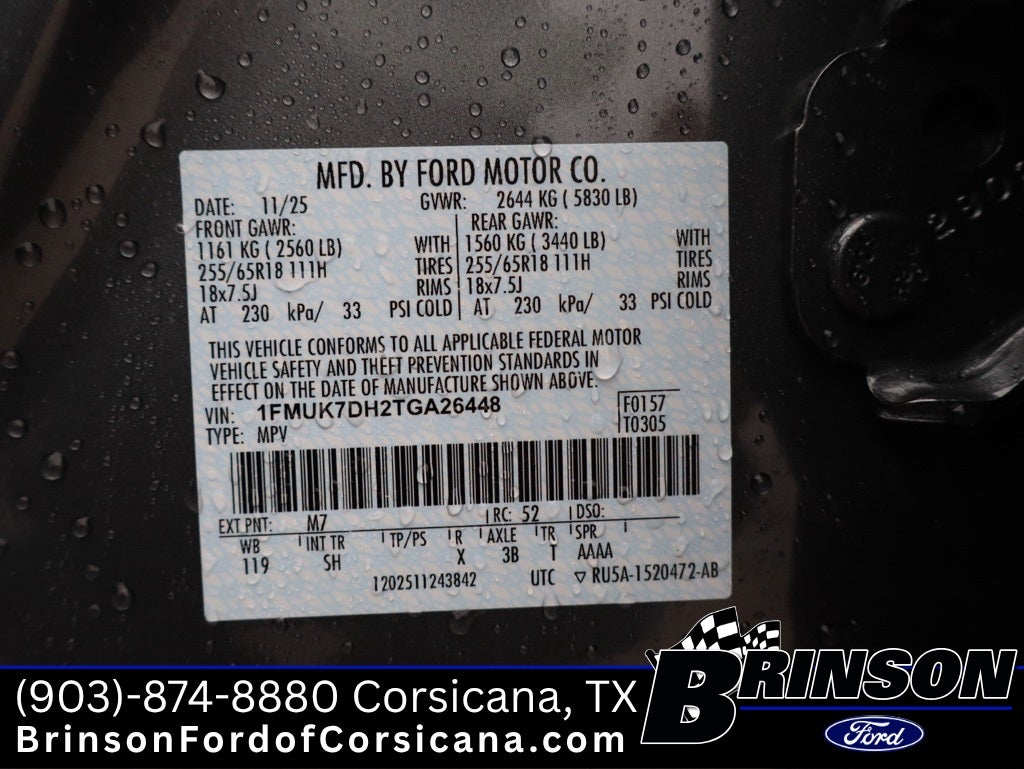 MFD. BY FORD MOTOR CO.
DATE: 11/25 GVWR: 2644 KG ( 5830 LB)
FRONT GAWR: REAR GAWR:
1161 KG ( 2560 LB) WITH 1560 KG ( 3440 LB) WITH
255/65R18 111H TIRES 255/65R18 111H TIRES
18x7.5J RIMS 18x7.5J RIMS
AT 230 kPa/ 33 PSI COLD AT 230 kPa/ 33 PSI COLD
THIS VEHICLE CONFORMS TO ALL APPLICABLE FEDERAL MOTOR
VEHICLE SAFETY AND THEFT PREVENTION STANDARDS IN
EFFECT ON THE DATE OF MANUFACTURE SHOWN ABOVE.
VIN: 1FMUK7DH2TGA26448 F0157
TYPE: MPV T0305
EXT PNT: M7 RC: 52 DSO:
WB INT TR TP/PS R AXLE TR SPR
119 SH X 3B T AAAA
1202511243842 UTC ▽ RU5A-1520472-AB
(903)-874-8880 Corsicana, TX
BrinsonFordofCorsicana.com
BRINSON
Ford